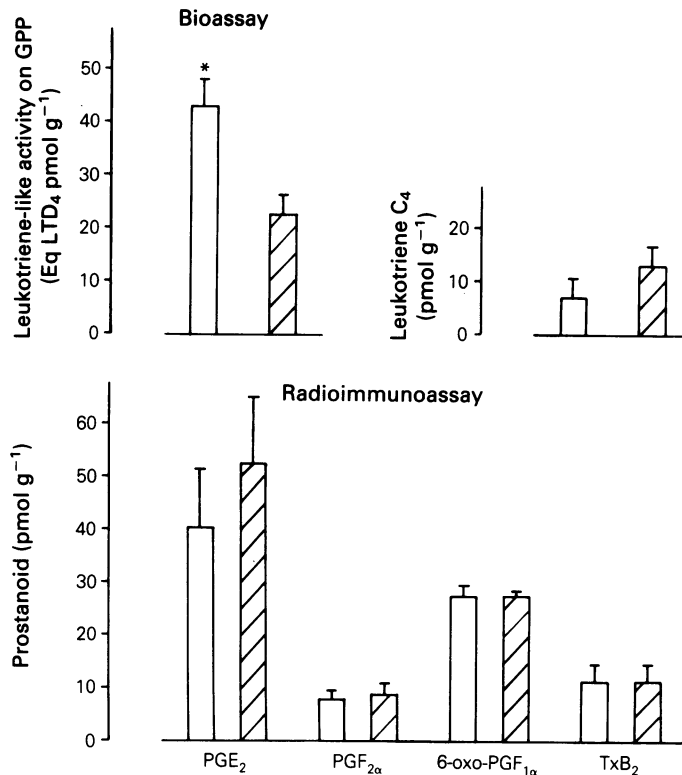 Bioassay
Leukotriene-like activity on GPP
(Eq LTD₄ pmol g⁻¹)
50
40
30
20
10
0
*
Leukotriene C₄
(pmol g⁻¹)
20
10
0
Radioimmunoassay
Prostanoid (pmol g⁻¹)
60
50
40
30
20
10
0
PGE₂
PGF₂α
6-oxo-PGF₁α
TxB₂